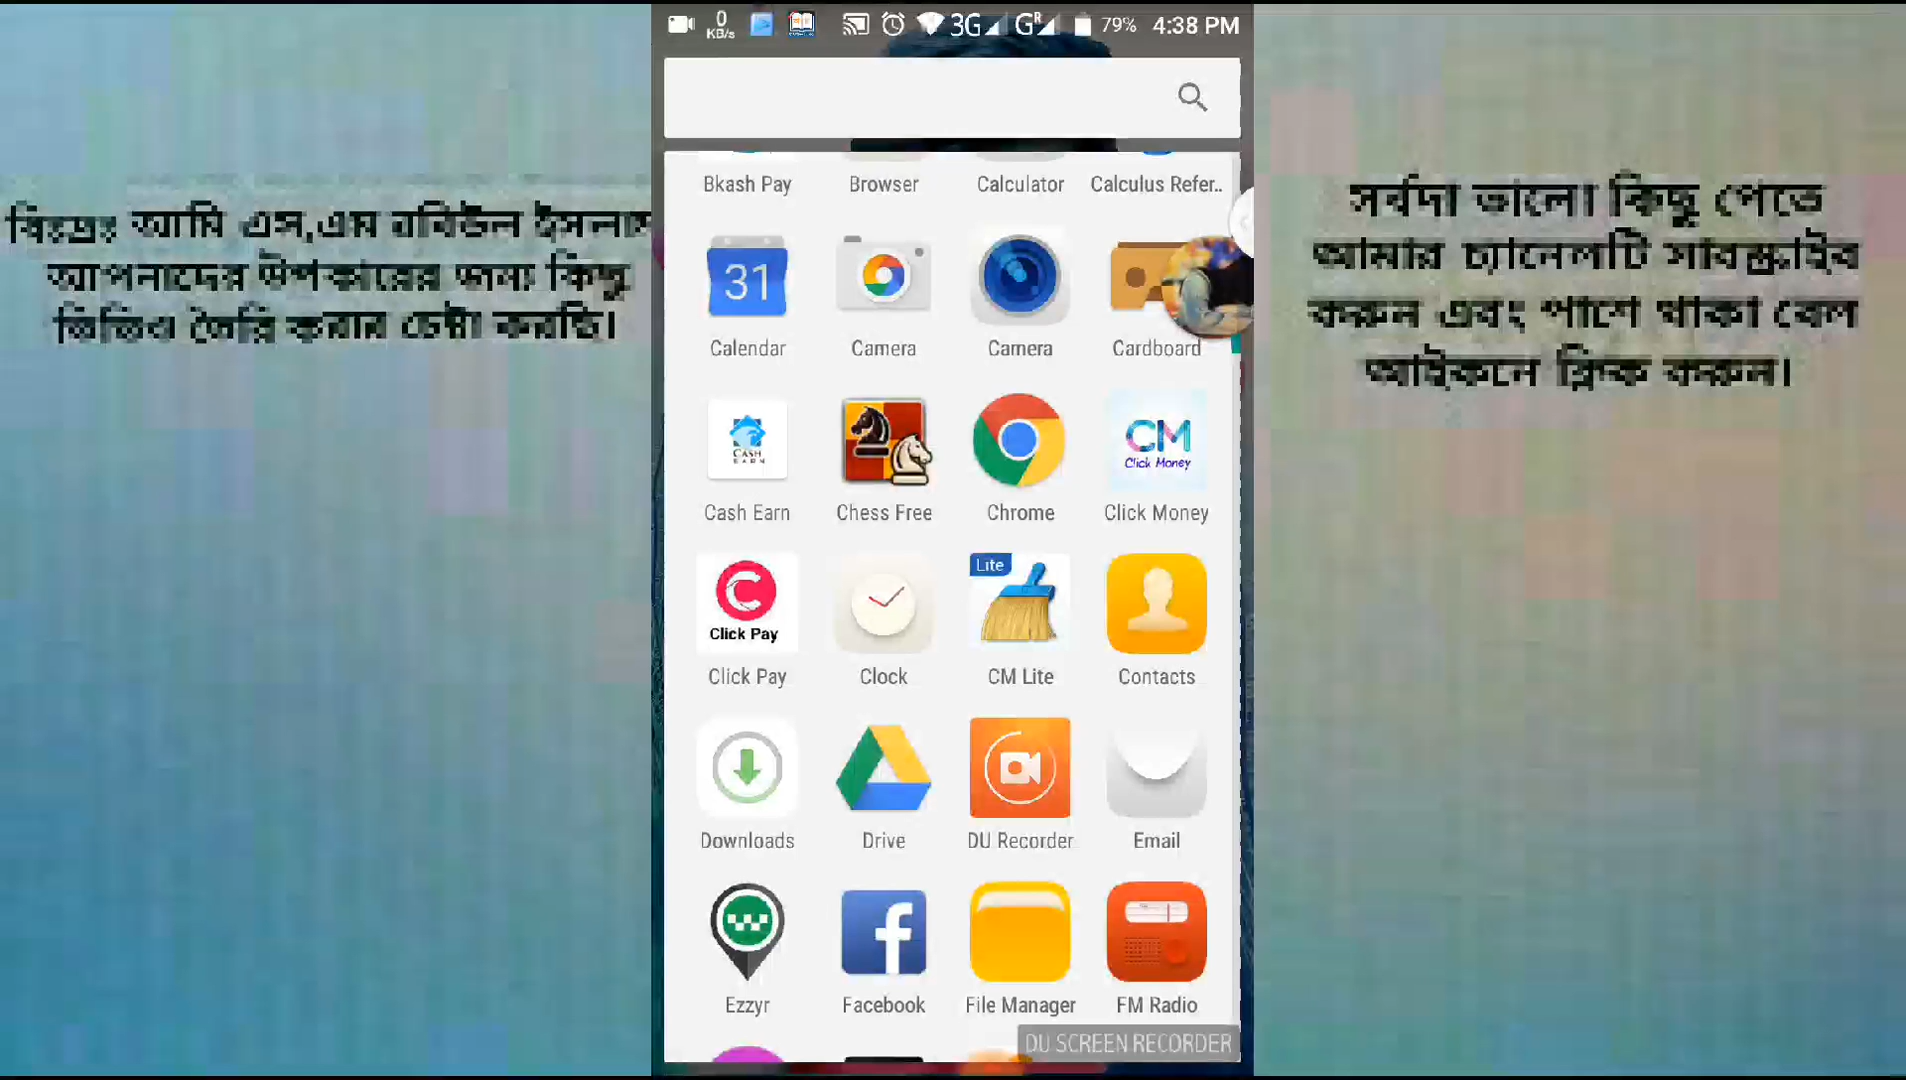 0 KB/s 3G G R 79% 4:38 PM
Bkash Pay Browser Calculator Calculus Refer..
31
Calendar Camera Camera Cardboard
CASH EARN
CM Click Money
Cash Earn Chess Free Chrome Click Money
C Click Pay
Lite
Click Pay Clock CM Lite Contacts
Downloads Drive DU Recorder Email
f
Ezzyr Facebook File Manager FM Radio
DU SCREEN RECORDER
আমি এস,এম রবিউল ইসলাম
আপনাদের উপকারের জন্য কিছু
ভিডিও তৈরি করার চেষ্টা করছি।
সর্বদা ভালো কিছু পেতে
আমার চ্যানেলটি সাবস্ক্রাইব
করুন এবং পাশে থাকা বেল
আইকনে ক্লিক করুন।